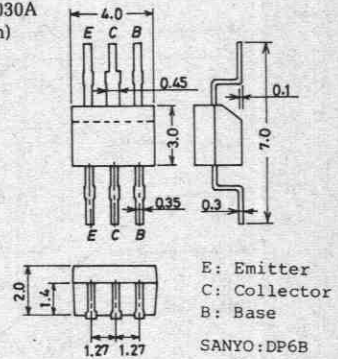 030A
4.0
E C B
0.45
0.1
3.0
7.0
0.35
0.3
E C B
2.0
1.4
1.27 1.27
E: Emitter
C: Collector
B: Base
SANYO:DP6B